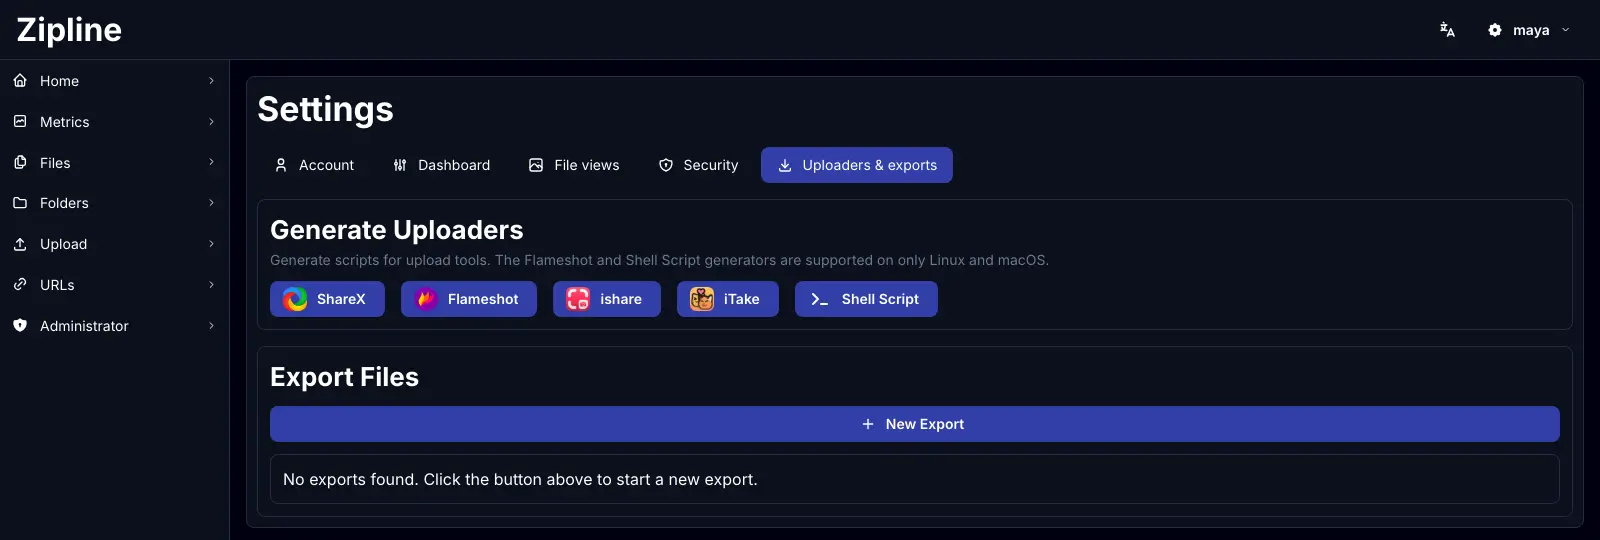 Zipline
maya
Home
Metrics
Files
Folders
Upload
URLs
Administrator
Settings
Account Dashboard File views Security Uploaders & exports
Generate Uploaders
Generate scripts for upload tools. The Flameshot and Shell Script generators are supported on only Linux and macOS.
ShareX Flameshot ishare iTake Shell Script
Export Files
New Export
No exports found. Click the button above to start a new export.